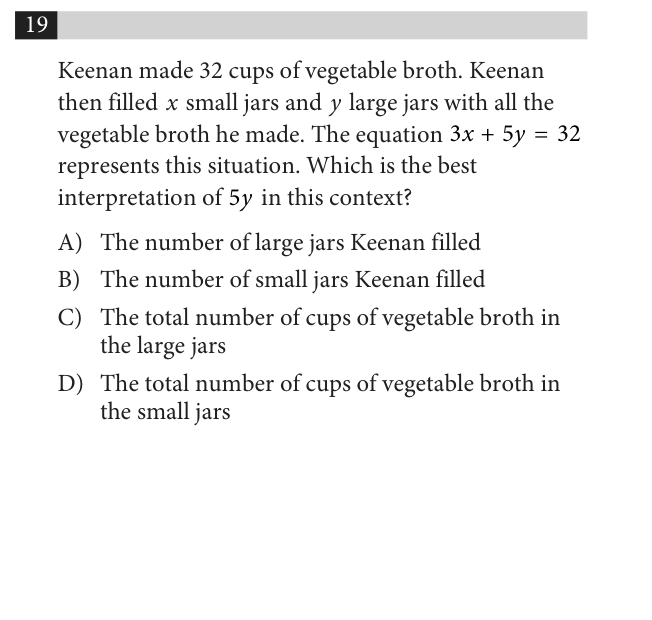 19
Keenan made 32 cups of vegetable broth. Keenan
then filled x small jars and y large jars with all the
vegetable broth he made. The equation 3x + 5y = 32
represents this situation. Which is the best
interpretation of 5y in this context?
A) The number of large jars Keenan filled
B) The number of small jars Keenan filled
C) The total number of cups of vegetable broth in
the large jars
D) The total number of cups of vegetable broth in
the small jars